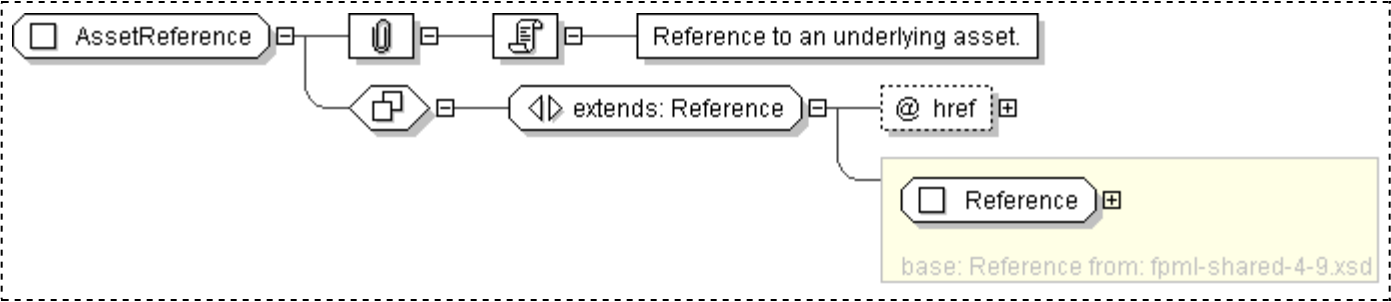 AssetReference
Reference to an underlying asset.
extends: Reference
@ href
Reference
base: Reference from: fpml-shared-4-9.xsd